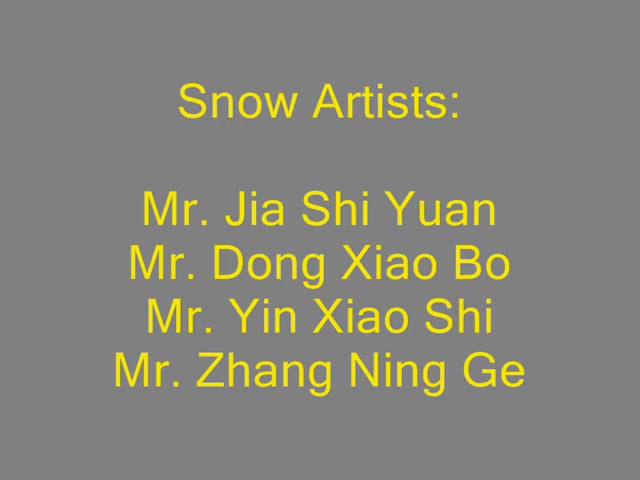 Snow Artists:
Mr. Jia Shi Yuan
Mr. Dong Xiao Bo
Mr. Yin Xiao Shi
Mr. Zhang Ning Ge